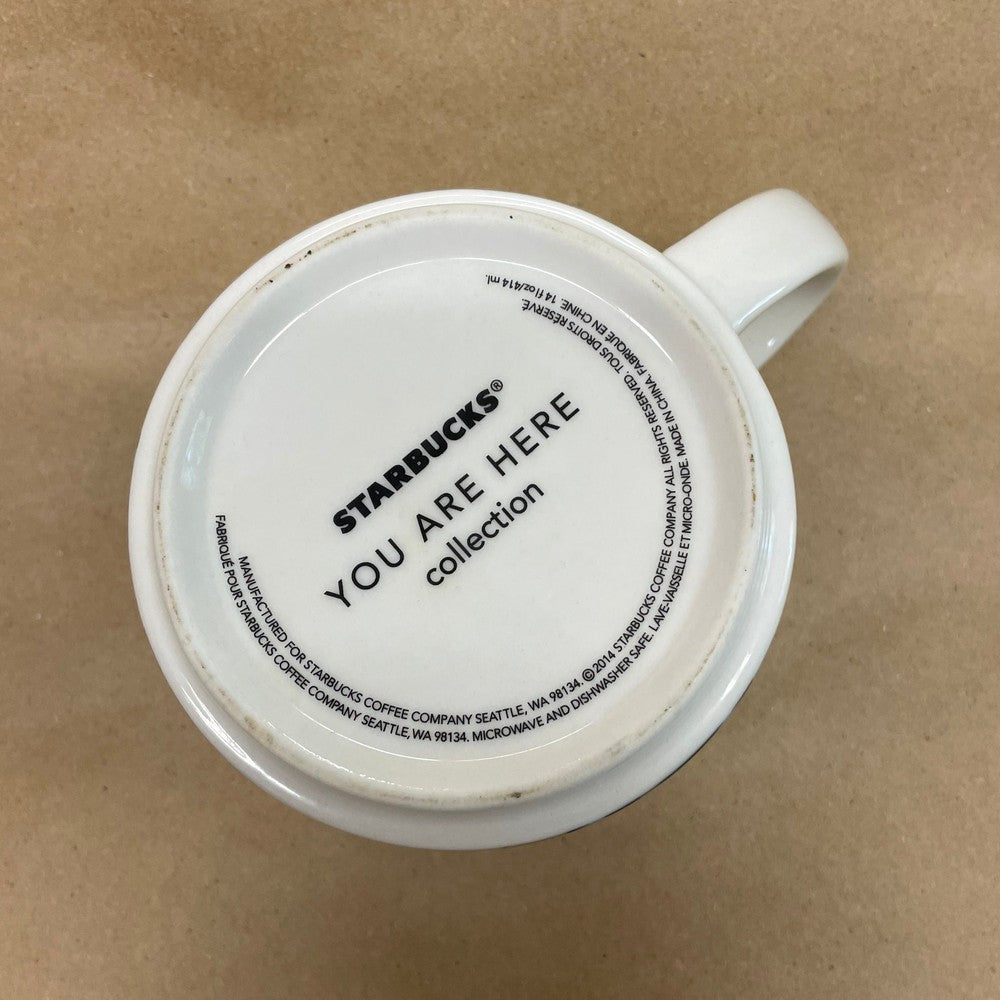 STARBUCKS®
YOU ARE HERE
collection
MANUFACTURED FOR STARBUCKS COFFEE COMPANY SEATTLE, WA 98134. ©2014 STARBUCKS COFFEE COMPANY ALL RIGHTS RESERVED. TOUS DROITS RÉSERVÉ.
FABRIQUÉ POUR STARBUCKS COFFEE COMPANY SEATTLE, WA 98134. MICROWAVE AND DISHWASHER SAFE. LAVE-VAISSELLE ET MICRO-ONDE. MADE IN CHINA. FABRIQUÉ EN CHINE. 14 fl oz/414 ml.